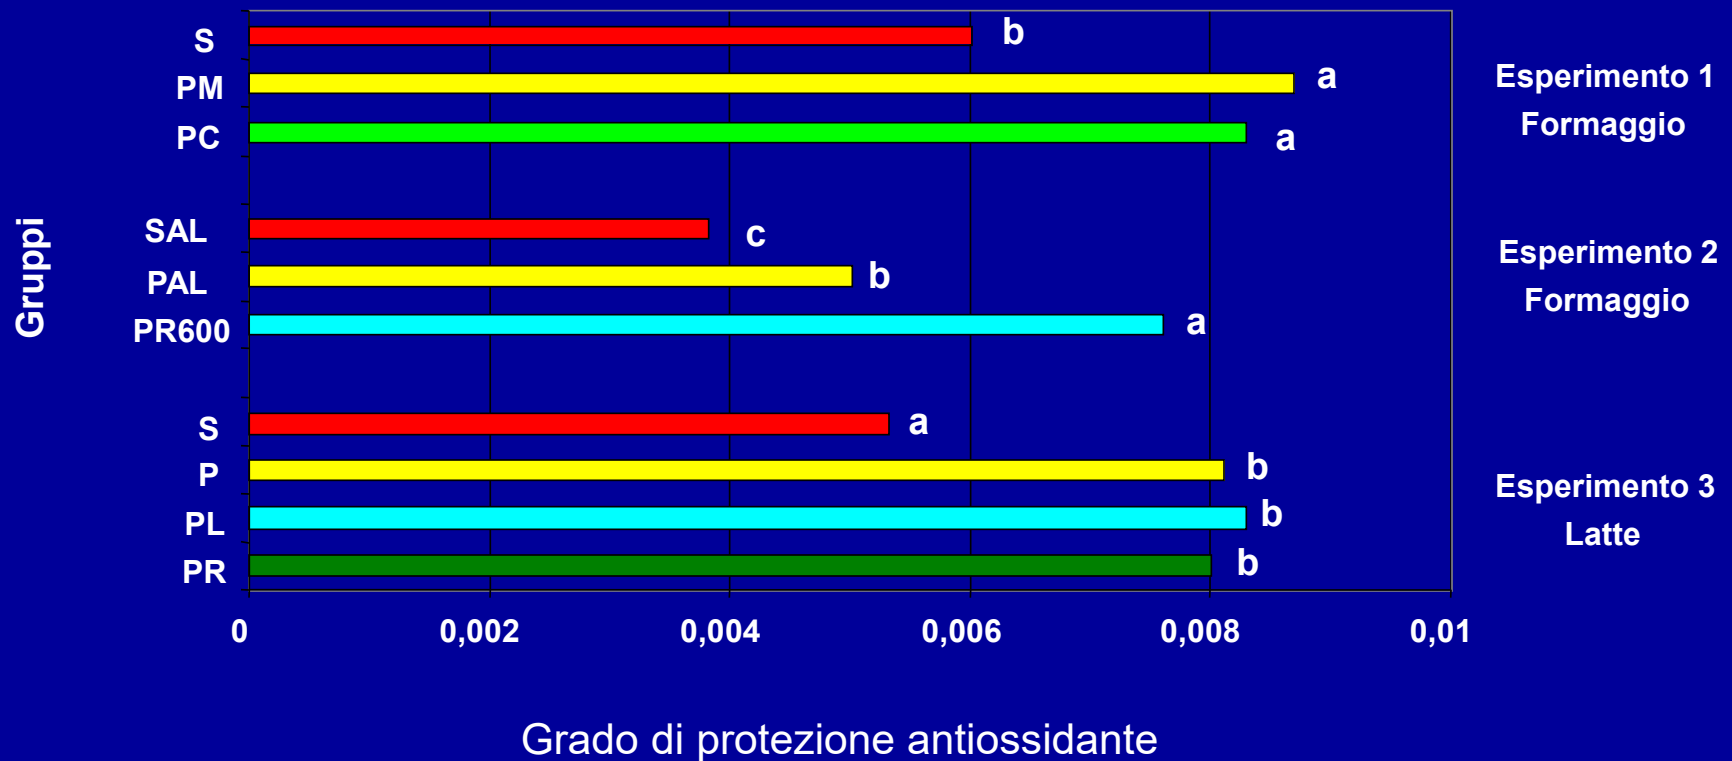 S
b
PM
a
Esperimento 1
Formaggio
PC
a
SAL
c
PAL
b
Esperimento 2
Formaggio
PR600
a
Gruppi
S
a
P
b
PL
b
Esperimento 3
Latte
PR
b
0 0,002 0,004 0,006 0,008 0,01
Grado di protezione antiossidante